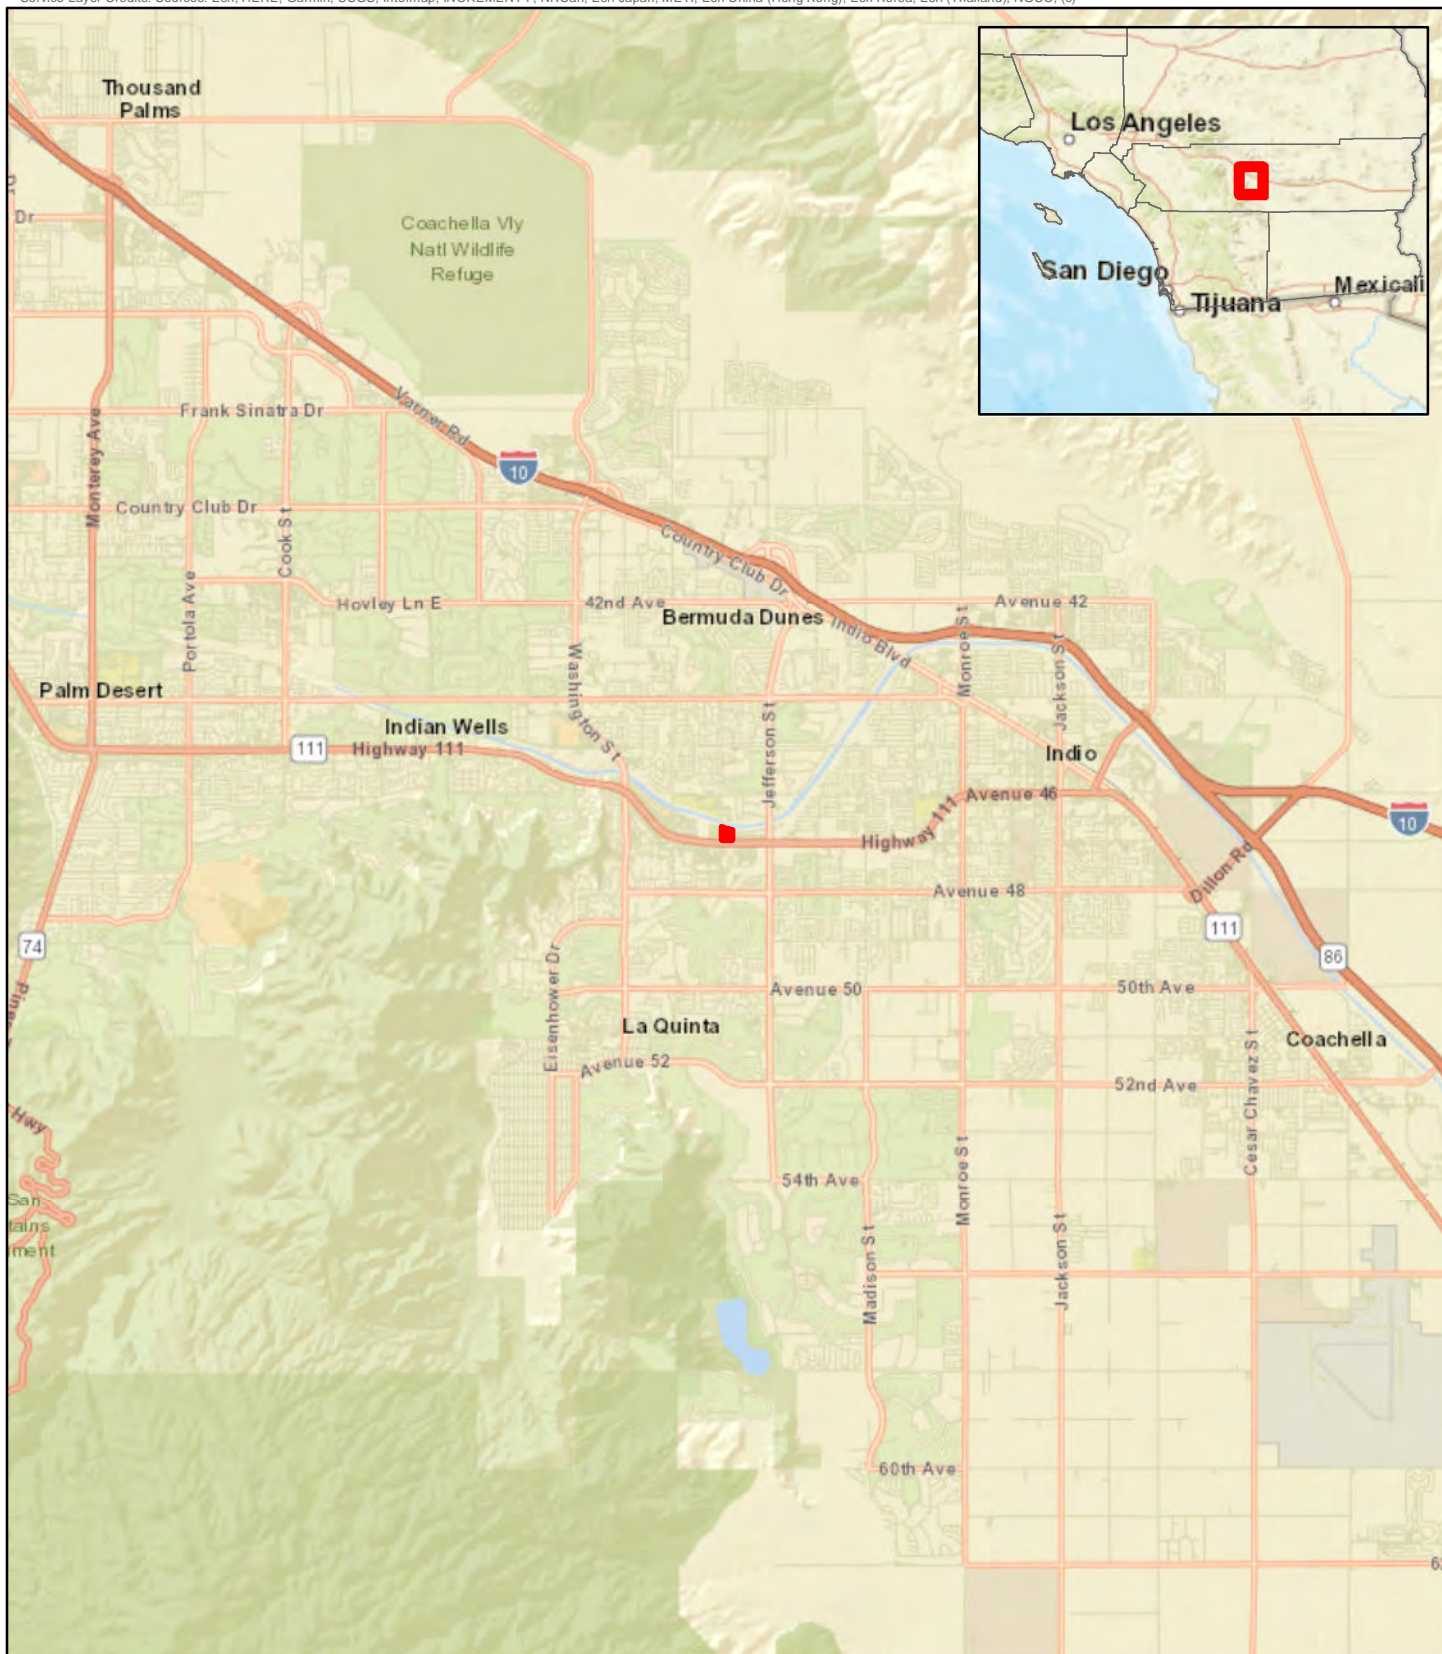 Thousand
Palms
Los Angeles
San Diego
Tijuana
Mexicali
Dr
Coachella Vly
Natl Wildlife
Refuge
Monterey Ave
Frank Sinatra Dr
Varner Rd
10
Country Club Dr
Cook St
Portola Ave
Country Club Dr
Hovley Ln E
42nd Ave
Bermuda Dunes
Avenue 42
Indio Blvd
Monroe St
Jackson St
Washington St
Palm Desert
Indian Wells
111
Highway 111
Jefferson St
Indio
Avenue 46
Highway 111
10
Dillon Rd
Avenue 48
111
74
86
Eisenhower Dr
Avenue 50
50th Ave
La Quinta
Coachella
Avenue 52
52nd Ave
Cesar Chavez St
Hwy
54th Ave
Monroe St
San
tains
ment
Madison St
Jackson St
60th Ave